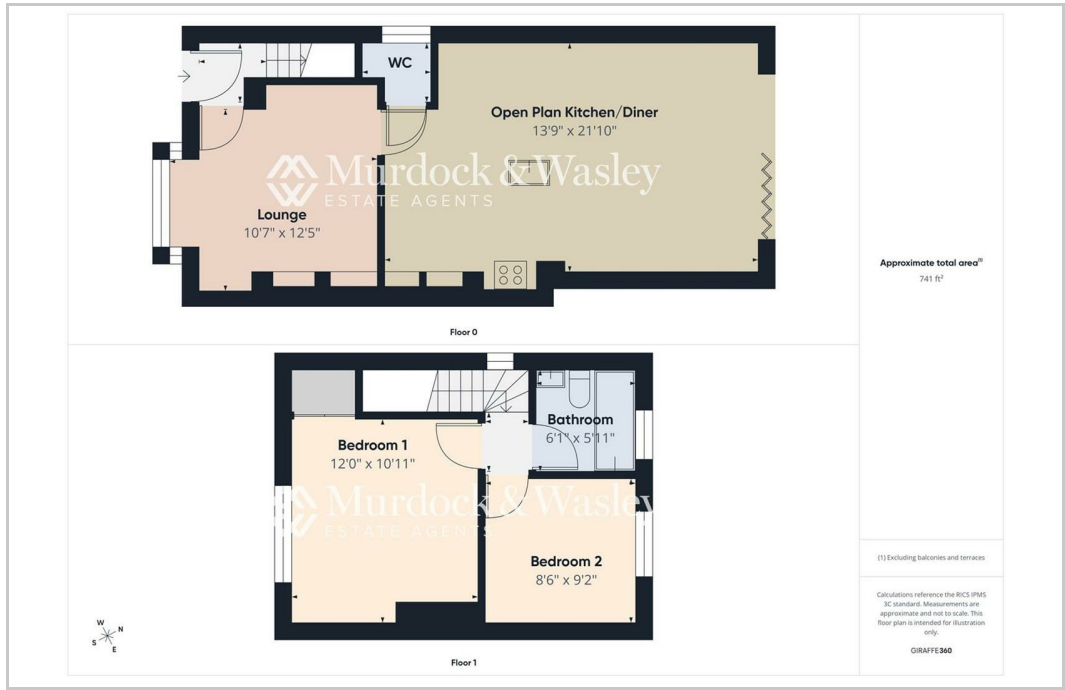 WC
Open Plan Kitchen/Diner
13'9" x 21'10"
Murdock & Wasley
ESTATE AGENTS
Lounge
10'7" x 12'5"
Approximate total area(1)
741 ft²
Floor 0
Bathroom
6'1" x 5'11"
Bedroom 1
12'0" x 10'11"
Murdock & Wasley
ESTATE AGENTS
Bedroom 2
8'6" x 9'2"
(1) Excluding balconies and terraces
Calculations reference the RICS IPMS
3C standard. Measurements are
approximate and not to scale. This
floor plan is intended for illustration
only.
GIRAFFE360
W
N
S
E
Floor 1